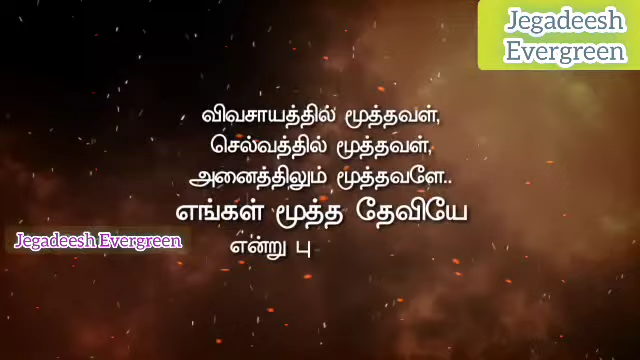 Jegadeesh
Evergreen
விவசாயத்தில் மூத்தவள்,
செல்வத்தில் மூத்தவள்,
அனைத்திலும் மூத்தவளே..
எங்கள் மூத்த தேவியே
Jegadeesh Evergreen
என்று பு